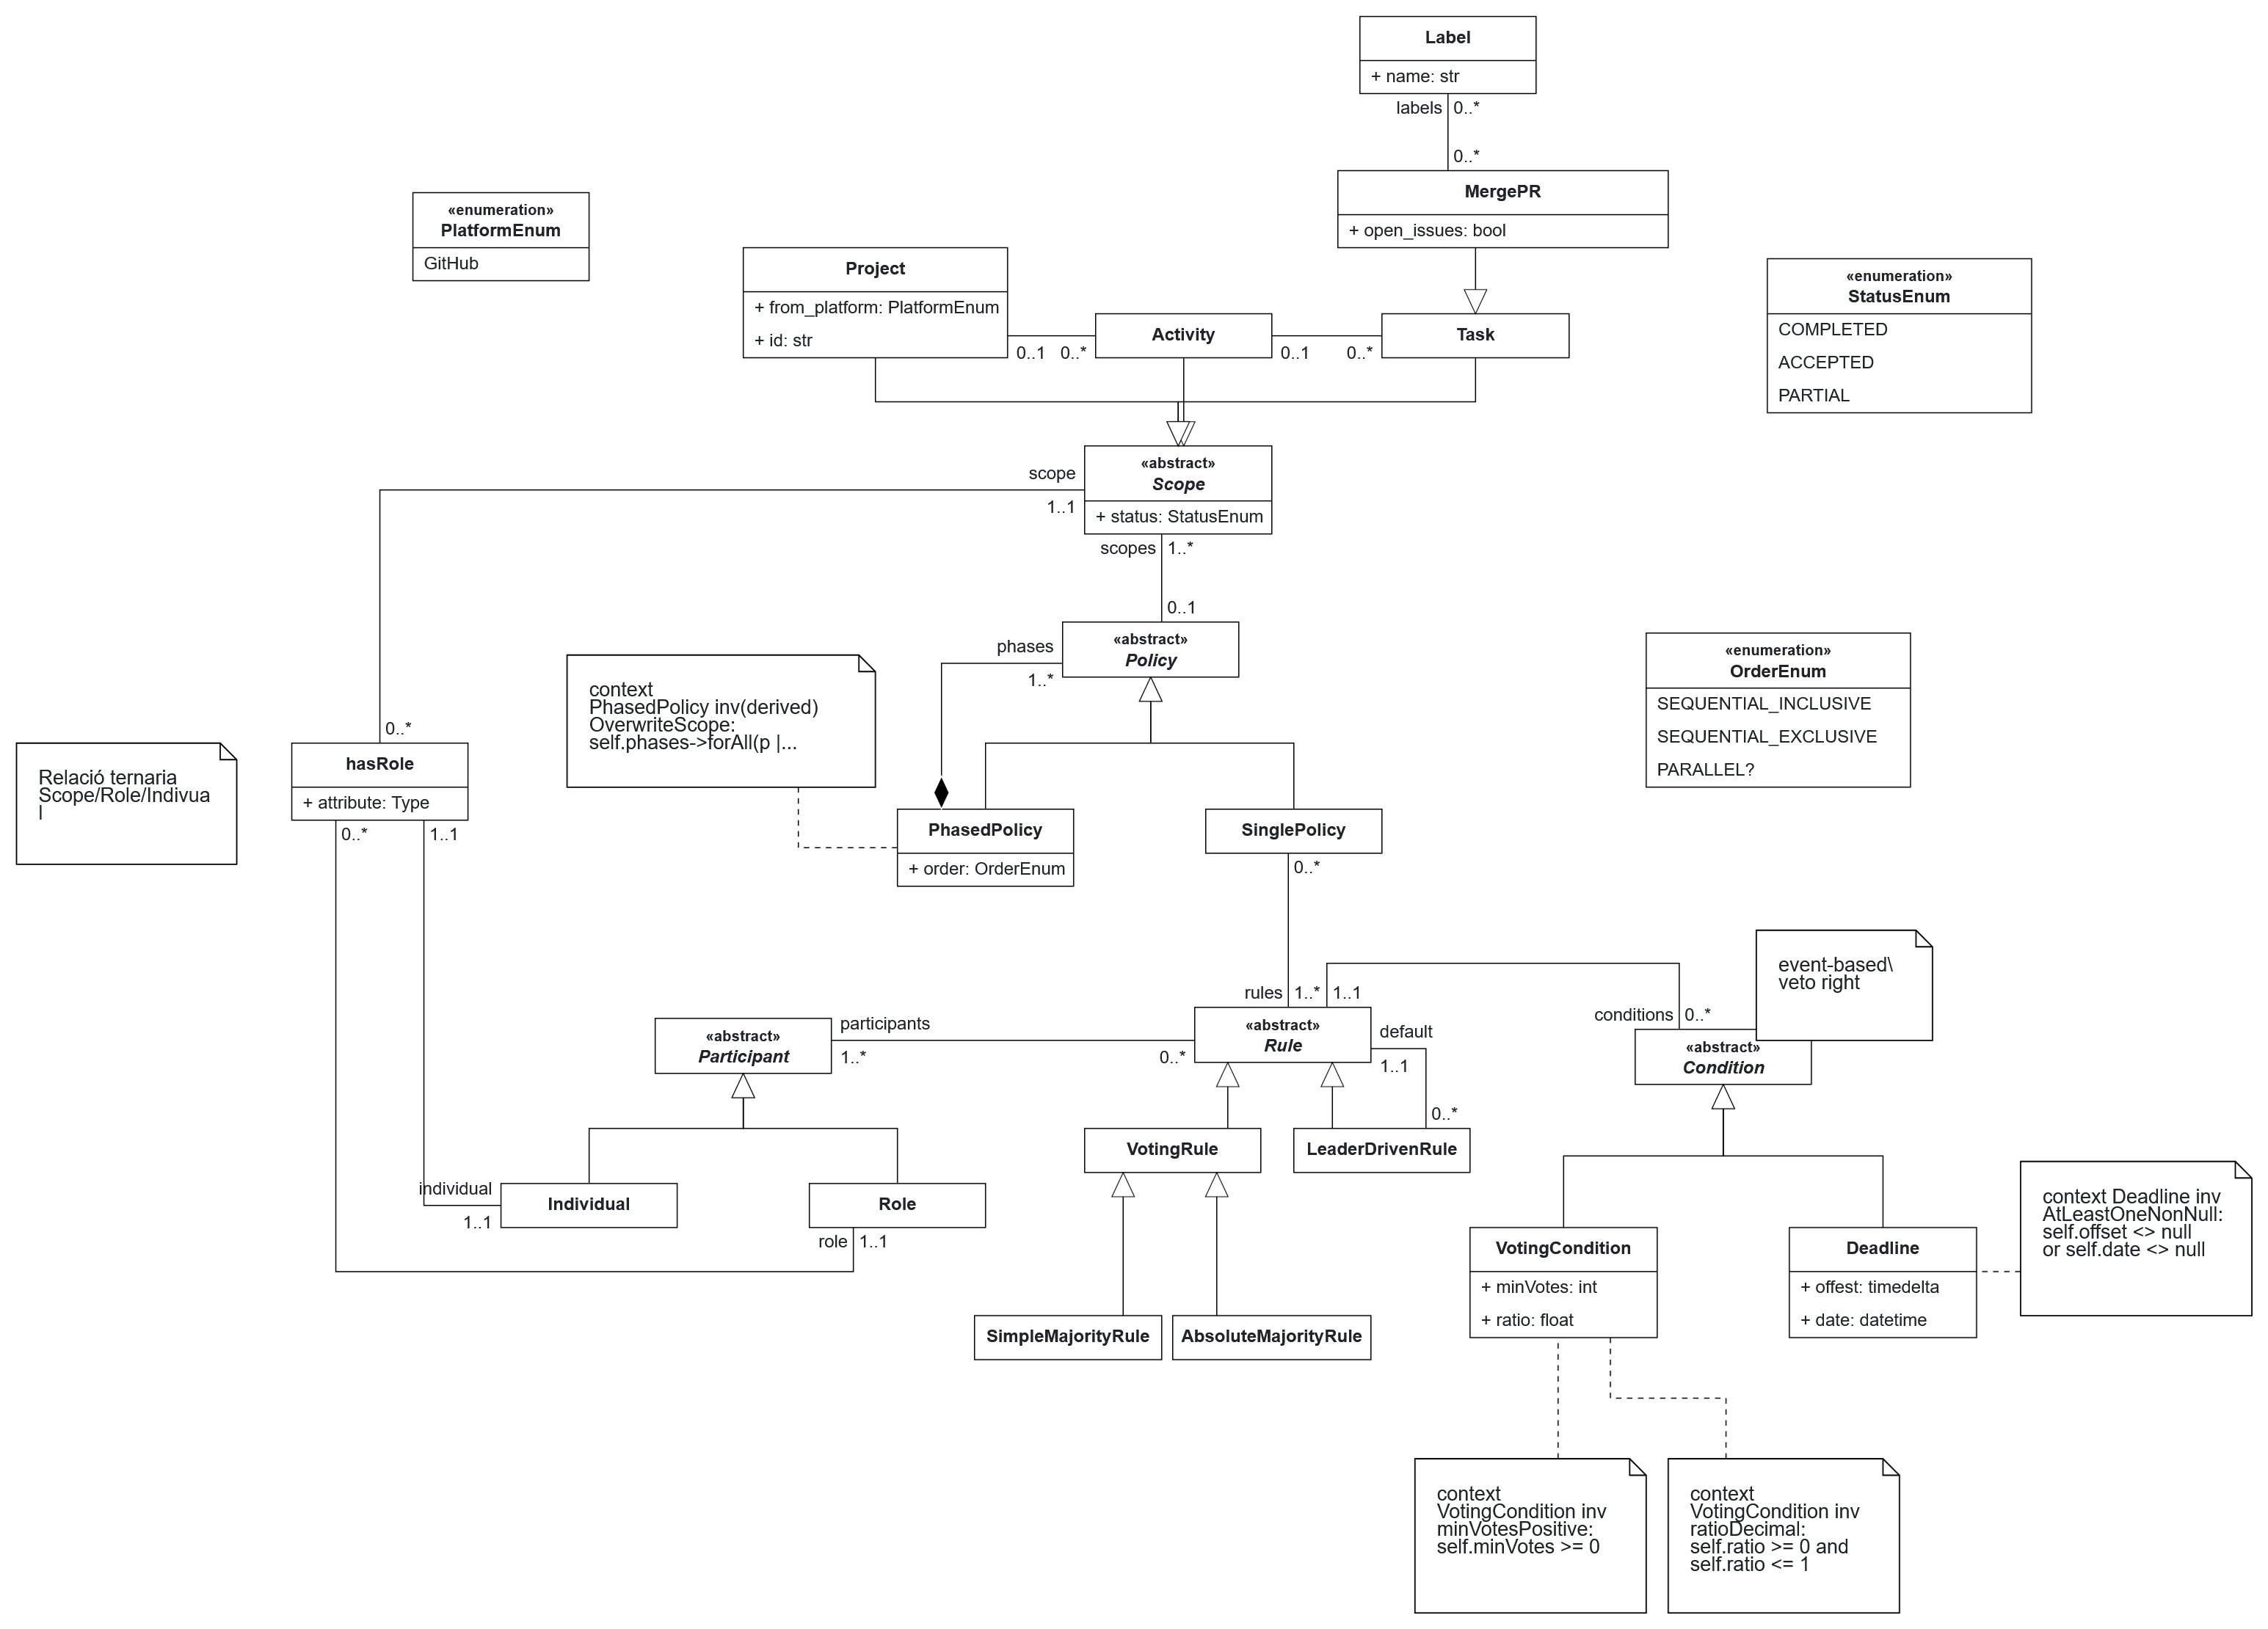 Label
+ name: str
labels 0..*
0..*
MergePR
+ open_issues: bool
«enumeration»
PlatformEnum
GitHub
Project
+ from_platform: PlatformEnum
+ id: str
0..1 0..*
Activity
0..1 0..*
Task
«enumeration»
StatusEnum
COMPLETED
ACCEPTED
PARTIAL
scope
1..1
«abstract»
Scope
+ status: StatusEnum
scopes 1..*
0..1
«abstract»
Policy
phases
1..*
context
PhasedPolicy inv(derived)
OverwriteScope:
self.phases->forAll(p |...
«enumeration»
OrderEnum
SEQUENTIAL_INCLUSIVE
SEQUENTIAL_EXCLUSIVE
PARALLEL?
Relació ternaria
Scope/Role/Indivua
l
0..*
hasRole
+ attribute: Type
0..* 1..1
PhasedPolicy
+ order: OrderEnum
SinglePolicy
0..*
rules 1..* 1..1
event-based\
veto right
conditions 0..*
«abstract»
Condition
«abstract»
Participant
participants
1..* 0..*
«abstract»
Rule
default
1..1
0..*
VotingRule
LeaderDrivenRule
individual
1..1
Individual
Role
role 1..1
SimpleMajorityRule
AbsoluteMajorityRule
VotingCondition
+ minVotes: int
+ ratio: float
Deadline
+ offest: timedelta
+ date: datetime
context Deadline inv
AtLeastOneNonNull:
self.offset <> null
or self.date <> null
context
VotingCondition inv
minVotesPositive:
self.minVotes >= 0
context
VotingCondition inv
ratioDecimal:
self.ratio >= 0 and
self.ratio <= 1